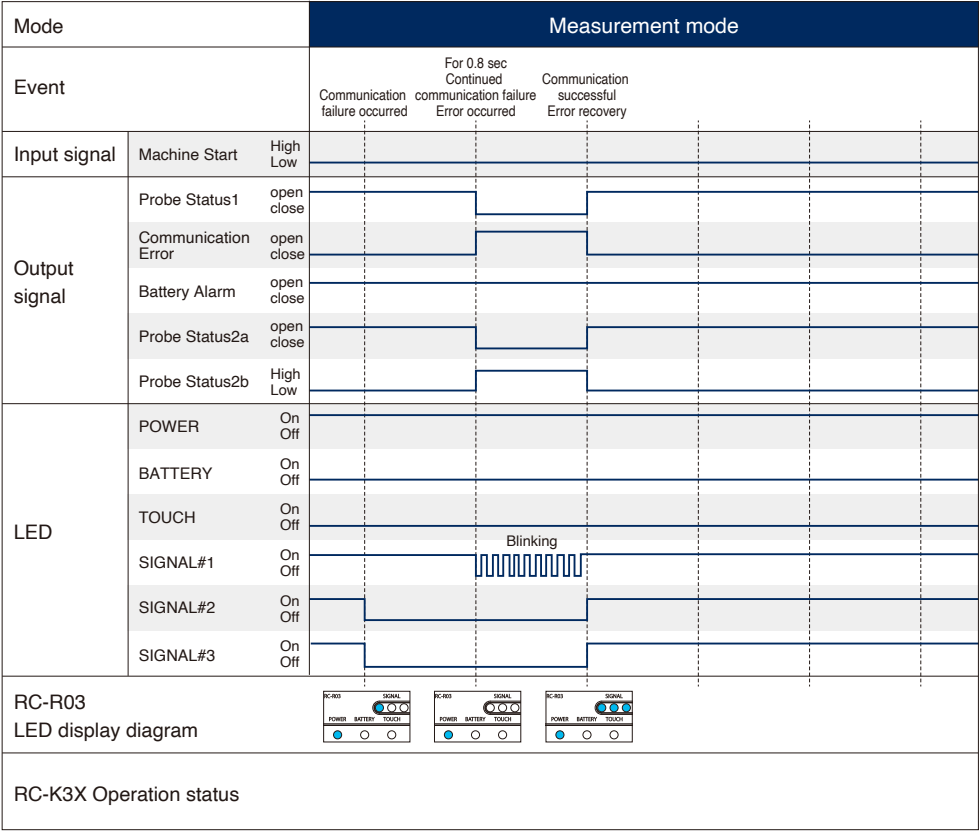 Mode
Measurement mode
Event
Communication
failure occurred
For 0.8 sec
Continued
communication failure
Error occurred
Communication
successful
Error recovery
Input signal
Machine Start
High
Low
Output
signal
Probe Status1
open
close
Communication
Error
open
close
Battery Alarm
open
close
Probe Status2a
open
close
Probe Status2b
High
Low
LED
POWER
On
Off
BATTERY
On
Off
TOUCH
On
Off
SIGNAL#1
On
Off
Blinking
SIGNAL#2
On
Off
SIGNAL#3
On
Off
RC-R03
LED display diagram
RC-R03 SIGNAL
POWER BATTERY TOUCH
RC-R03 SIGNAL
POWER BATTERY TOUCH
RC-R03 SIGNAL
POWER BATTERY TOUCH
RC-K3X Operation status